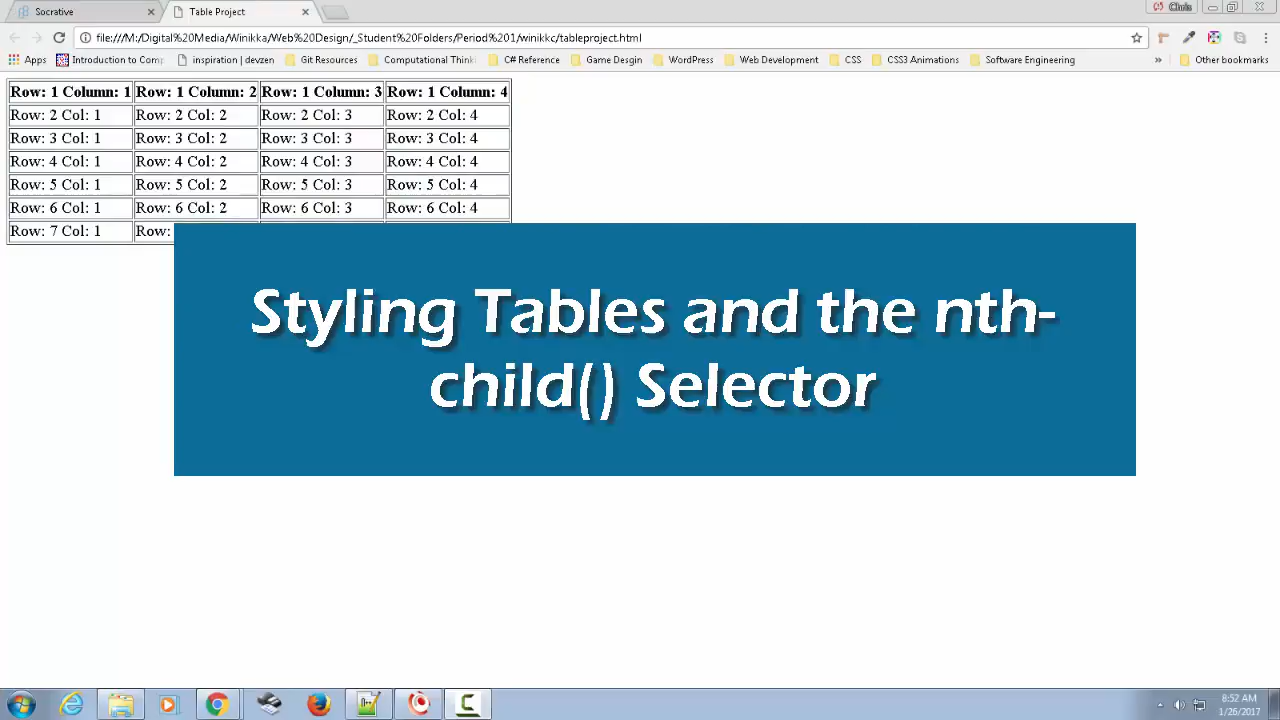 Socrative
Table Project
Chris
file:///M:/Digital%20Media/Winikka/Web%20Design/_Student%20Folders/Period%201/winikkc/tableproject.html
Apps
Introduction to Comp
inspiration | devzen
Git Resources
Computational Think
C# Reference
Game Desgin
WordPress
Web Development
CSS
CSS3 Animations
Software Engineering
»
Other bookmarks
Row: 1 Column: 1 Row: 1 Column: 2 Row: 1 Column: 3 Row: 1 Column: 4
Row: 2 Col: 1 Row: 2 Col: 2 Row: 2 Col: 3 Row: 2 Col: 4
Row: 3 Col: 1 Row: 3 Col: 2 Row: 3 Col: 3 Row: 3 Col: 4
Row: 4 Col: 1 Row: 4 Col: 2 Row: 4 Col: 3 Row: 4 Col: 4
Row: 5 Col: 1 Row: 5 Col: 2 Row: 5 Col: 3 Row: 5 Col: 4
Row: 6 Col: 1 Row: 6 Col: 2 Row: 6 Col: 3 Row: 6 Col: 4
Row: 7 Col: 1 Row:
Styling Tables and the nth-
child() Selector
8:52 AM
1/26/2017